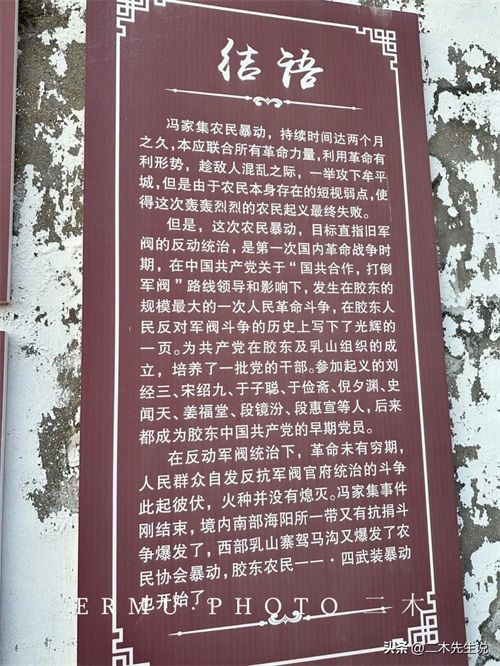 结语
冯家集农民暴动，持续时间达两个月
之久，本应联合所有革命力量，利用革命有
利形势，趁敌人混乱之际，一举攻下牟平
城，但是由于农民本身存在的短视弱点，使
得这次轰轰烈烈的农民起义最终失败。
但是，这次农民暴动，目标直指旧军
阀的反动统治，是第一次国内革命战争时
期，在中国共产党关于“国共合作，打倒
军阀”路线领导和影响下，发生在胶东的
规模最大的一次人民革命斗争，在胶东人
民反对军阀斗争的历史上写下了光辉的
一页。为共产党在胶东及乳山组织的成
立，培养了一批党的干部。参加起义的刘
经三、宋绍九、于子聪、于俭斋、倪夕渊、史
闻天、姜福堂、段镜汾、段惠宣等人，后来
都成为胶东中国共产党的早期党员。
在反动军阀统治下，革命未有穷期，
人民群众自发反抗军阀官府统治的斗争
此起彼伏，火种并没有熄灭。冯家集事件
刚结束，境内南部海阳所一带又有抗捐斗
争爆发了，西部乳山寨驾马沟又爆发了农
民协会暴动，胶东农民一一·四武装暴动
也开始了
ERMU.PHOTO 二木
头条 @二木先生说